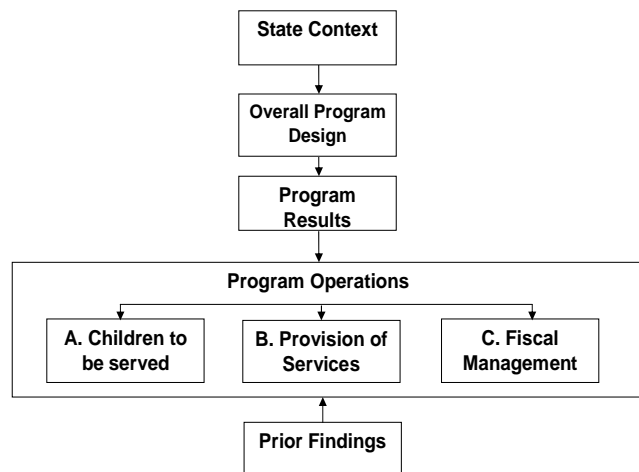 State Context
Overall Program
Design
Program
Results
Program Operations
A. Children to
be served
B. Provision of
Services
C. Fiscal
Management
Prior Findings